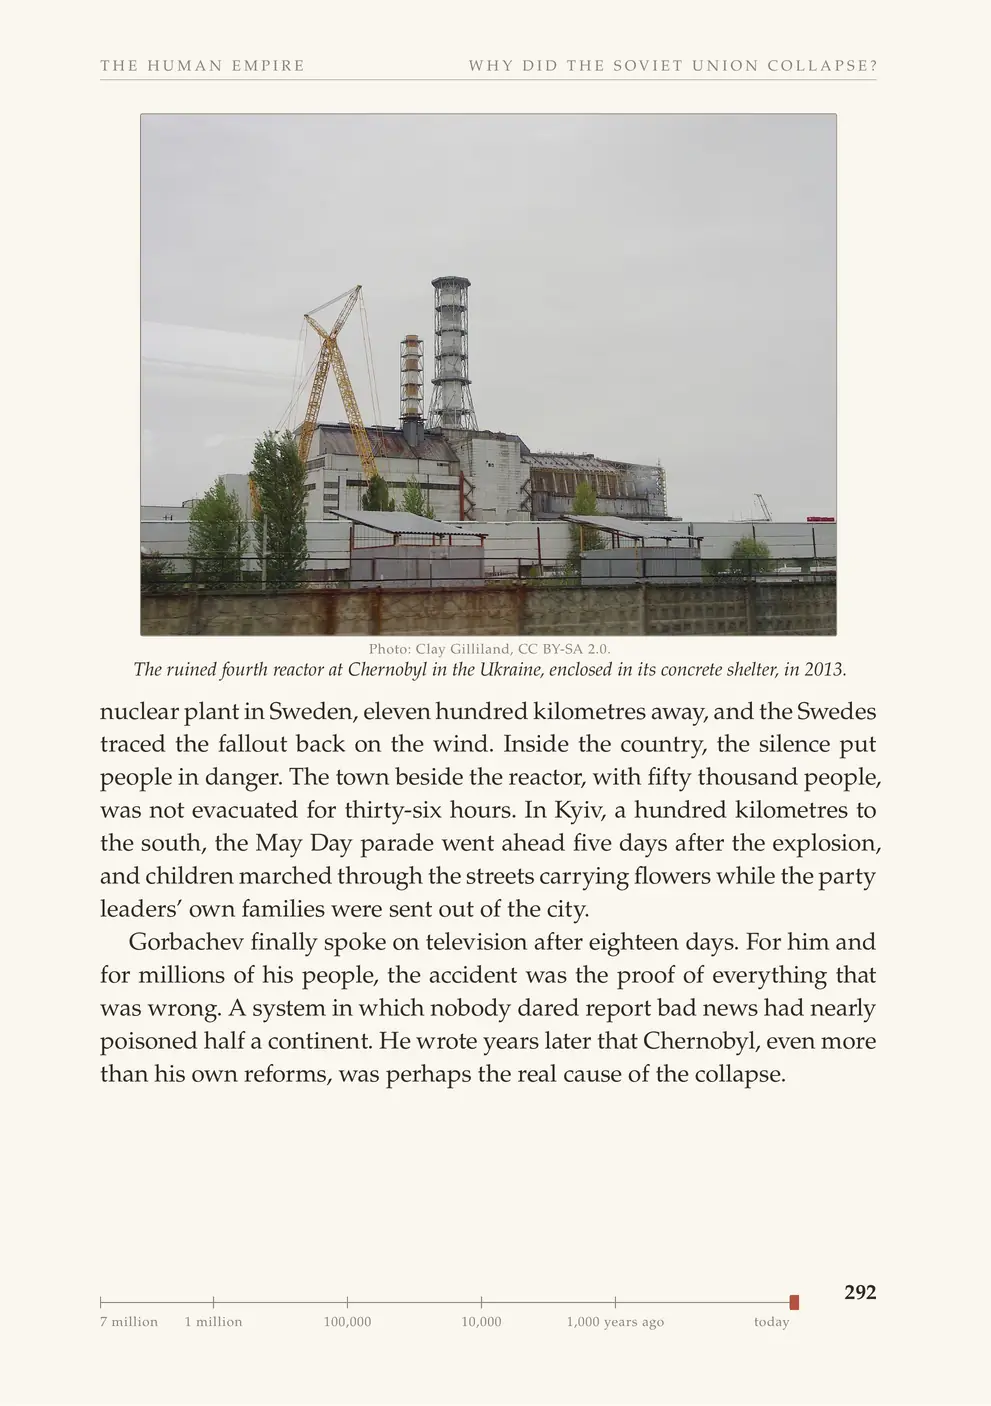 THE HUMAN EMPIRE
WHY DID THE SOVIET UNION COLLAPSE?
Photo: Clay Gilliland, CC BY-SA 2.0.
The ruined fourth reactor at Chernobyl in the Ukraine, enclosed in its concrete shelter, in 2013.
nuclear plant in Sweden, eleven hundred kilometres away, and the Swedes
traced the fallout back on the wind. Inside the country, the silence put
people in danger. The town beside the reactor, with fifty thousand people,
was not evacuated for thirty-six hours. In Kyiv, a hundred kilometres to
the south, the May Day parade went ahead five days after the explosion,
and children marched through the streets carrying flowers while the party
leaders’ own families were sent out of the city.
Gorbachev finally spoke on television after eighteen days. For him and
for millions of his people, the accident was the proof of everything that
was wrong. A system in which nobody dared report bad news had nearly
poisoned half a continent. He wrote years later that Chernobyl, even more
than his own reforms, was perhaps the real cause of the collapse.
292
7 million
1 million
100,000
10,000
1,000 years ago
today